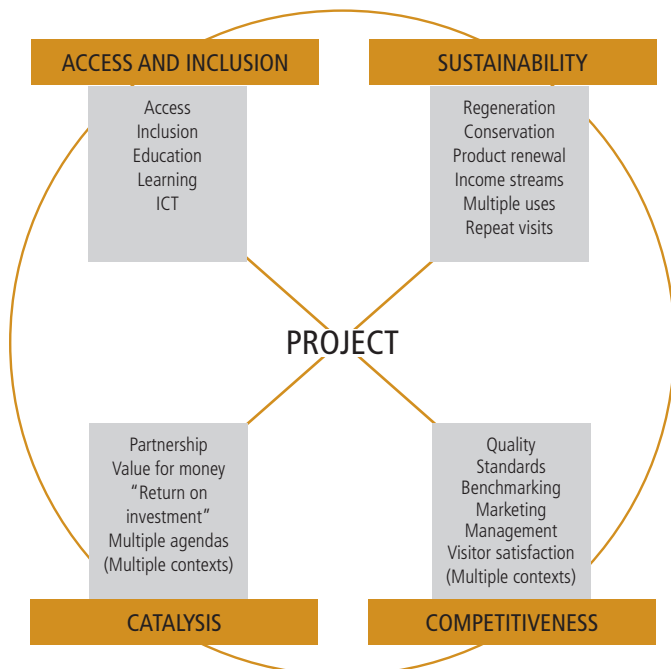 ACCESS AND INCLUSION
Access
Inclusion
Education
Learning
ICT
SUSTAINABILITY
Regeneration
Conservation
Product renewal
Income streams
Multiple uses
Repeat visits
PROJECT
Partnership
Value for money
“Return on
investment”
Multiple agendas
(Multiple contexts)
CATALYSIS
Quality
Standards
Benchmarking
Marketing
Management
Visitor satisfaction
(Multiple contexts)
COMPETITIVENESS